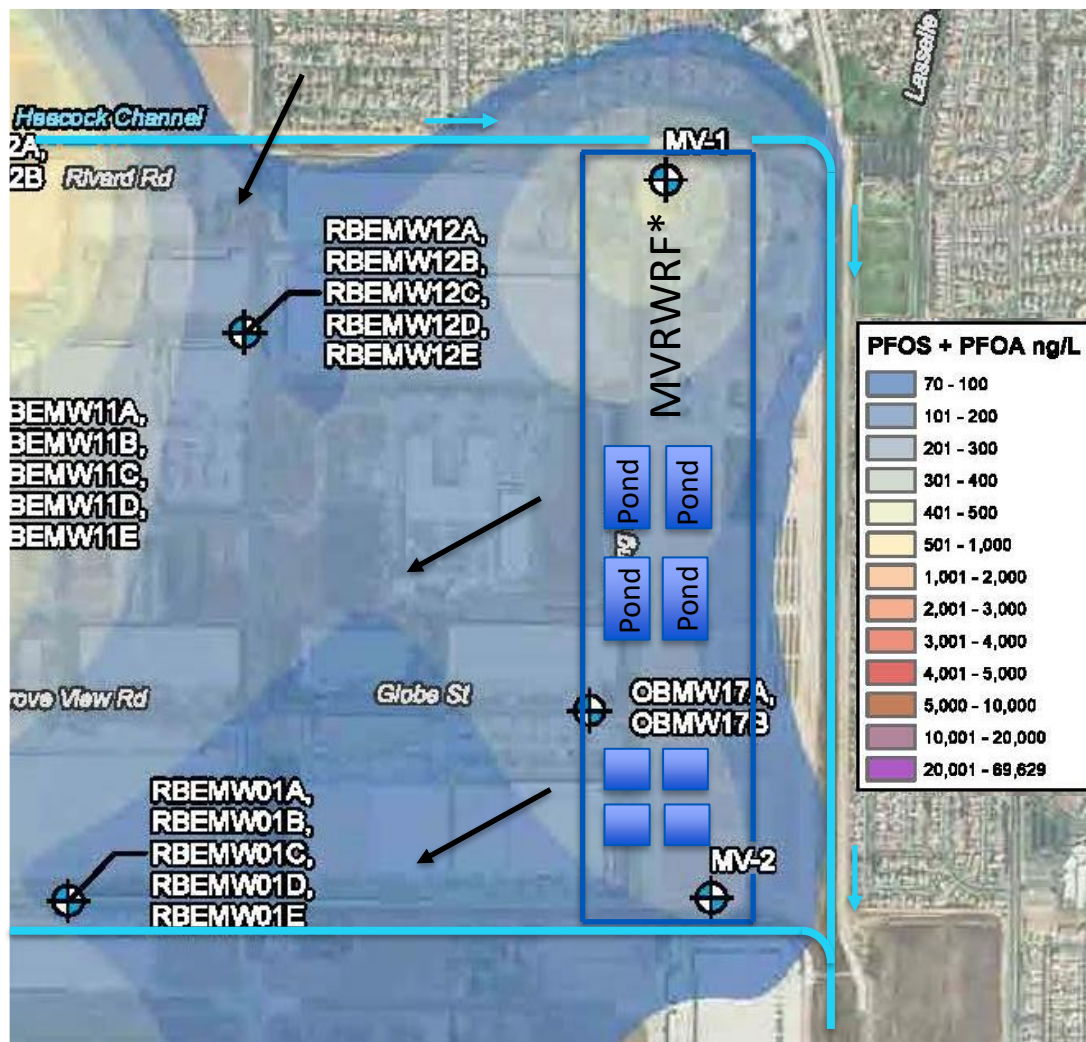 Lasselle
Heacock Channel
2A,
2B
Rivard Rd
MV-1
MVRWRF*
RBEMW12A,
RBEMW12B,
RBEMW12C,
RBEMW12D,
RBEMW12E
PFOS + PFOA ng/L
70 - 100
101 - 200
201 - 300
301 - 400
401 - 500
501 - 1,000
1,001 - 2,000
2,001 - 3,000
3,001 - 4,000
4,001 - 5,000
5,000 - 10,000
10,001 - 20,000
20,001 - 69,629
BEMW11A,
BEMW11B,
BEMW11C,
BEMW11D,
BEMW11E
Pond
Pond
Pond
Pond
rove View Rd
Globe St
OBMW17A,
OBMW17B
RBEMW01A,
RBEMW01B,
RBEMW01C,
RBEMW01D,
RBEMW01E
MV-2